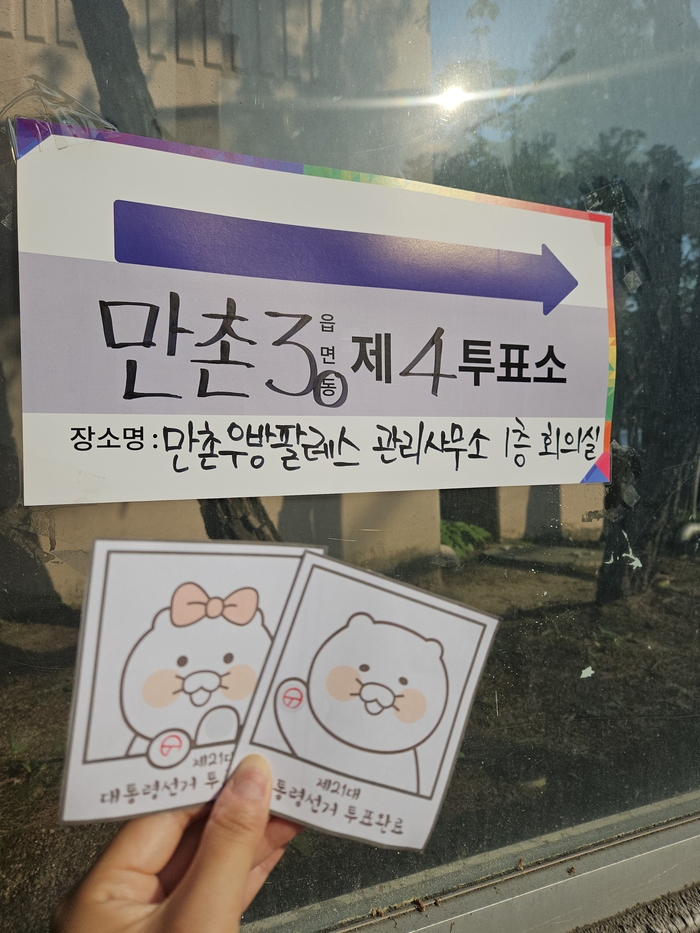 만촌3 읍면동 제4투표소
장소명: 만촌우방팔레스 관리사무소 1층 회의실
제21대
대통령선거 투
제21대
통령선거 투표완료